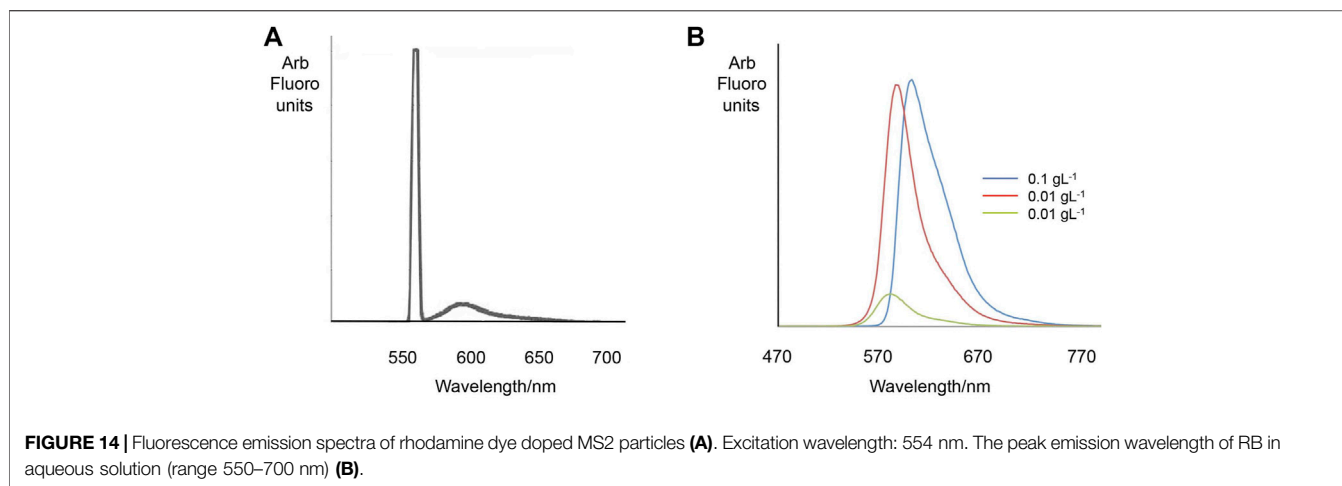 A
Arb
Fluoro
units
550 600 650 700
Wavelength/nm
B
Arb
Fluoro
units
0.1 gL-1
0.01 gL-1
0.01 gL-1
470 570 670 770
Wavelength/nm
FIGURE 14 | Fluorescence emission spectra of rhodamine dye doped MS2 particles (A). Excitation wavelength: 554 nm. The peak emission wavelength of RB in
aqueous solution (range 550–700 nm) (B).